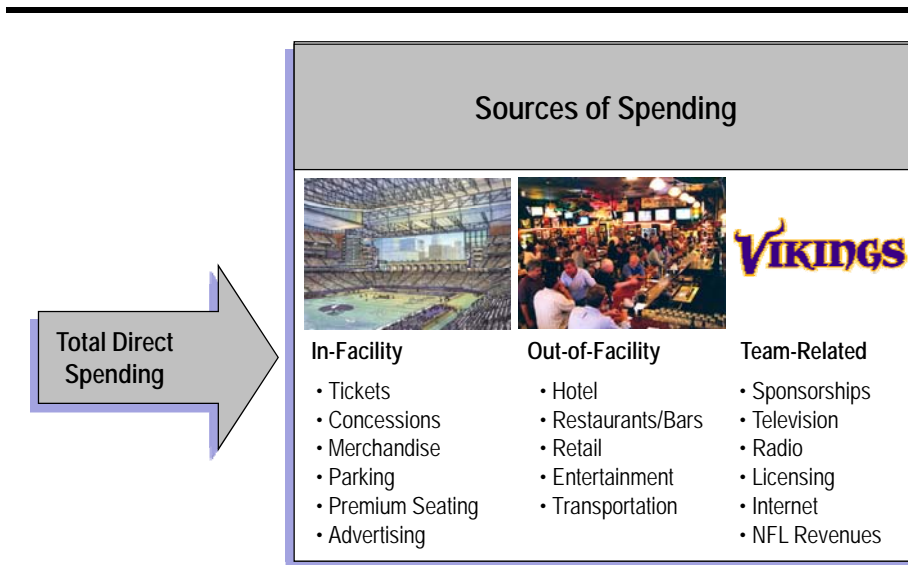 Sources of Spending
VIKINGS
Total Direct
Spending
In-Facility
• Tickets
• Concessions
• Merchandise
• Parking
• Premium Seating
• Advertising
Out-of-Facility
• Hotel
• Restaurants/Bars
• Retail
• Entertainment
• Transportation
Team-Related
• Sponsorships
• Television
• Radio
• Licensing
• Internet
• NFL Revenues